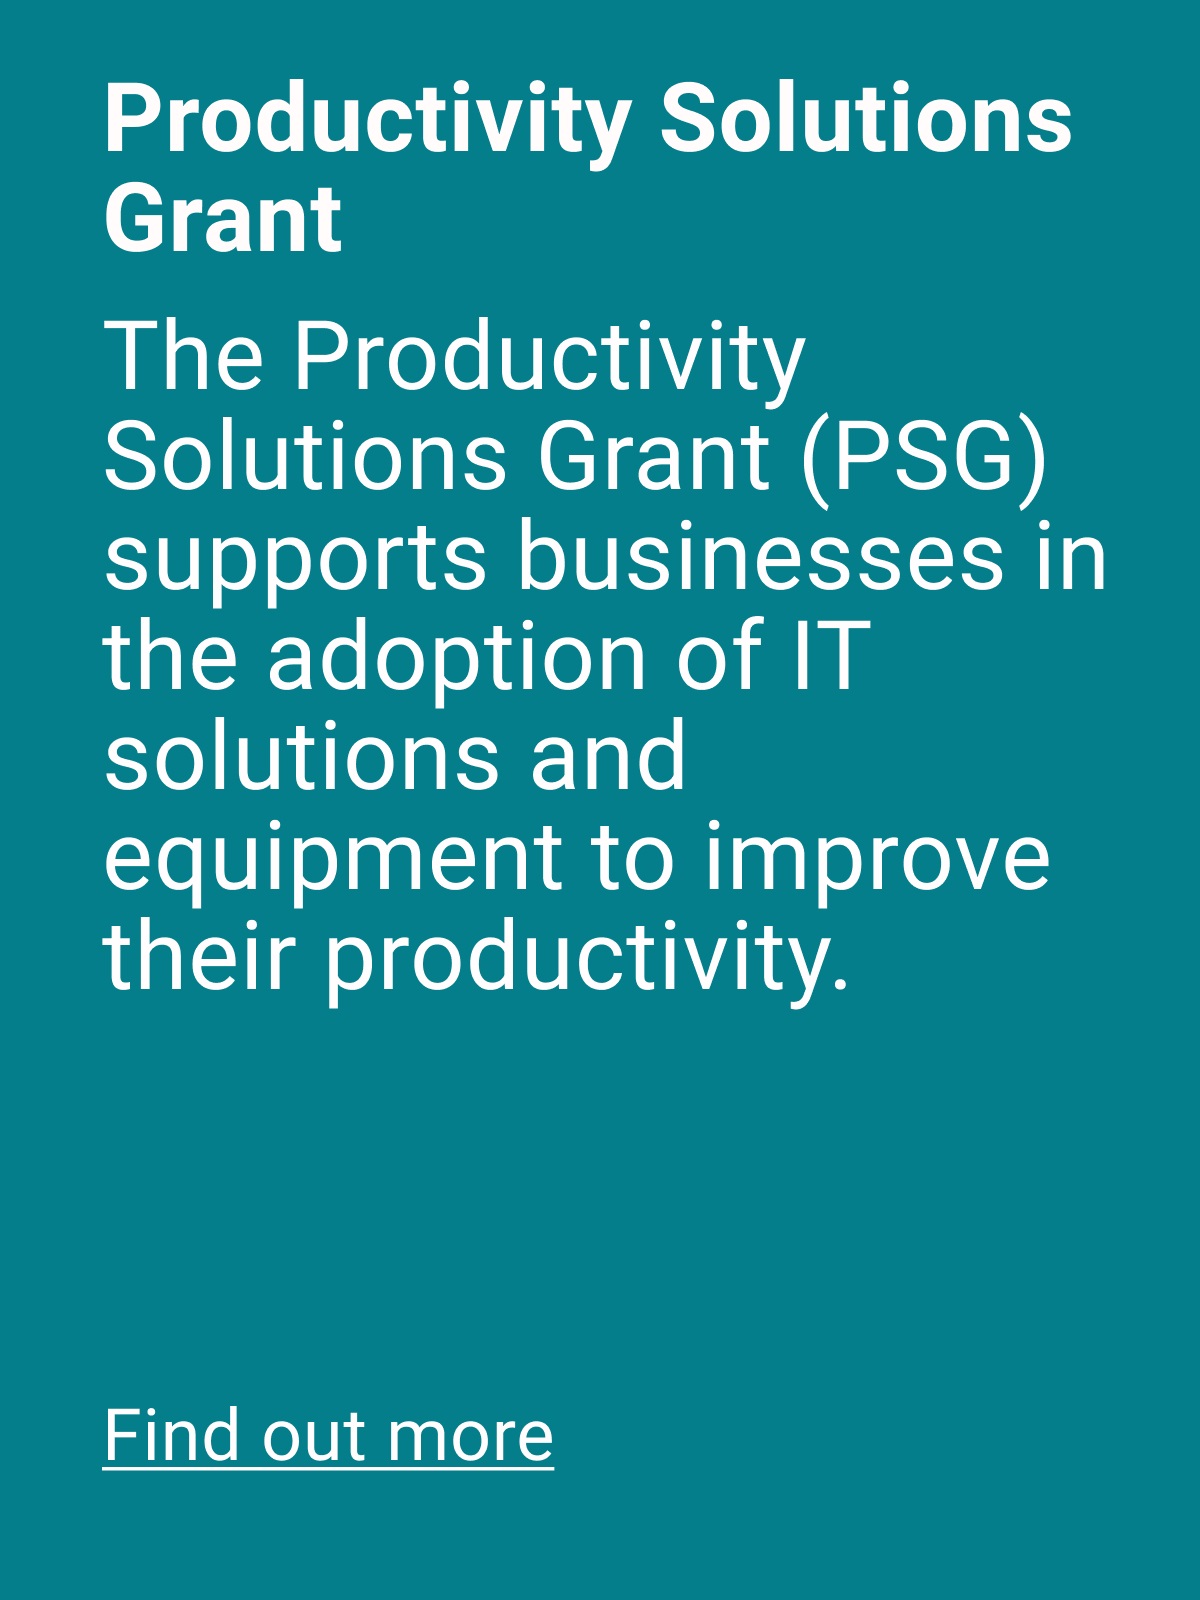 Productivity Solutions
Grant
The Productivity
Solutions Grant (PSG)
supports businesses in
the adoption of IT
solutions and
equipment to improve
their productivity.
Find out more